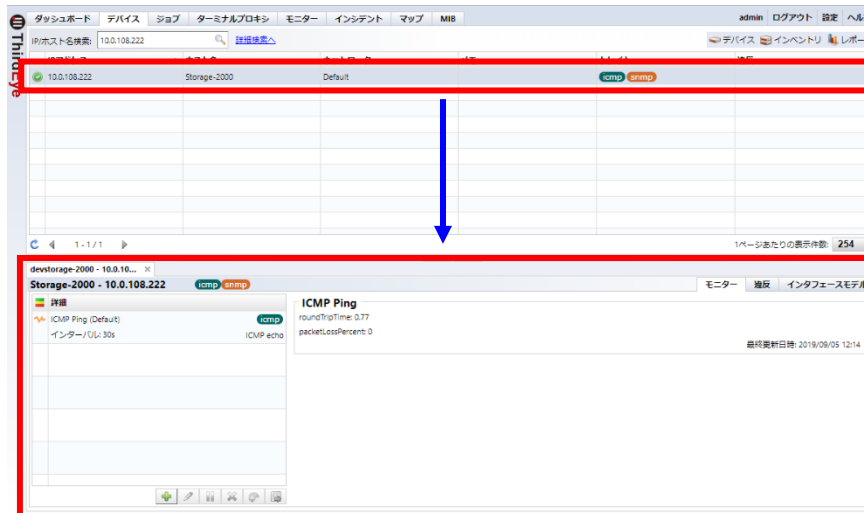 ThirdEye
ダッシュボード デバイス ジョブ ターミナルプロキシ モニター インシデント マップ MIB admin ログアウト 設定 ヘル
IP/ホスト名検索: 10.0.108.222 詳細検索へ デバイス インベントリ レポー
10.0.108.222 Storage-2000 Default icmp snmp
1-1/1 1ページあたりの表示件数: 254
devstorage-2000 - 10.0.10... ×
Storage-2000 - 10.0.108.222 icmp snmp モニター 違反 インタフェースモデル
詳細
ICMP Ping (Default) icmp
インターバル: 30s ICMP echo
ICMP Ping
roundTripTime: 0.77
packetLossPercent: 0
最終更新日時: 2019/09/05 12:14